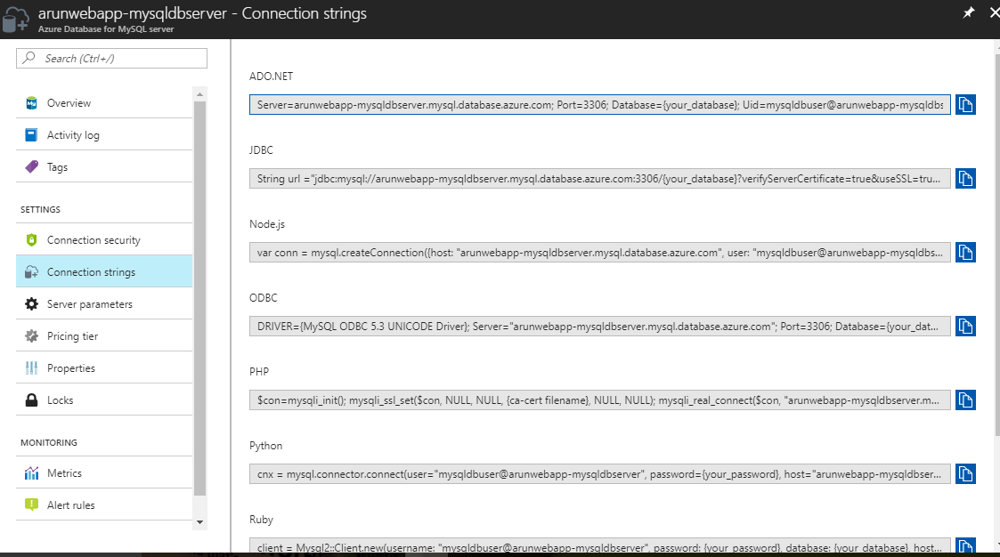 arunwebapp-mysqldbserver - Connection strings
Azure Database for MySQL server
Search (Ctrl+/)
Overview
Activity log
Tags
SETTINGS
Connection security
Connection strings
Server parameters
Pricing tier
Properties
Locks
MONITORING
Metrics
Alert rules
ADO.NET
Server=arunwebapp-mysqldbserver.mysql.database.azure.com; Port=3306; Database={your_database}; Uid=mysqldbuser@arunwebapp-mysqldbs
JDBC
String url ="jdbc:mysql://arunwebapp-mysqldbserver.mysql.database.azure.com:3306/{your_database}?verifyServerCertificate=true&useSSL=tru...
Node.js
var conn = mysql.createConnection({host: "arunwebapp-mysqldbserver.mysql.database.azure.com", user: "mysqldbuser@arunwebapp-mysqldbs...
ODBC
DRIVER={MySQL ODBC 5.3 UNICODE Driver}; Server="arunwebapp-mysqldbserver.mysql.database.azure.com"; Port=3306; Database={your_dat...
PHP
$con=mysqli_init(); mysqli_ssl_set($con, NULL, NULL, {ca-cert filename}, NULL, NULL); mysqli_real_connect($con, "arunwebapp-mysqldbserver.m...
Python
cnx = mysql.connector.connect(user="mysqldbuser@arunwebapp-mysqldbserver", password={your_password}, host="arunwebapp-mysqldbser...
Ruby
client = Mysql2::Client.new(username: "mysqldbuser@arunwebapp-mysqldbserver", password: {your_password}, database: {your_database}, host...